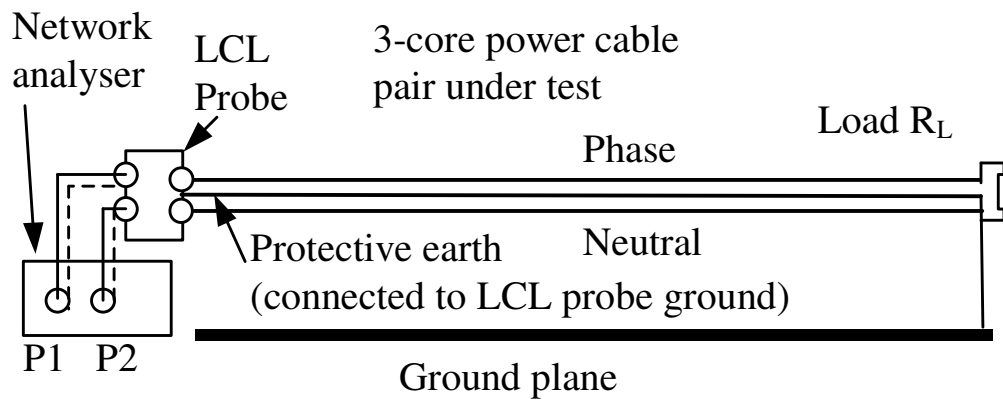 Network
analyser
LCL
Probe
3-core power cable
pair under test
Load R_L
Phase
Neutral
Protective earth
(connected to LCL probe ground)
P1 P2
Ground plane